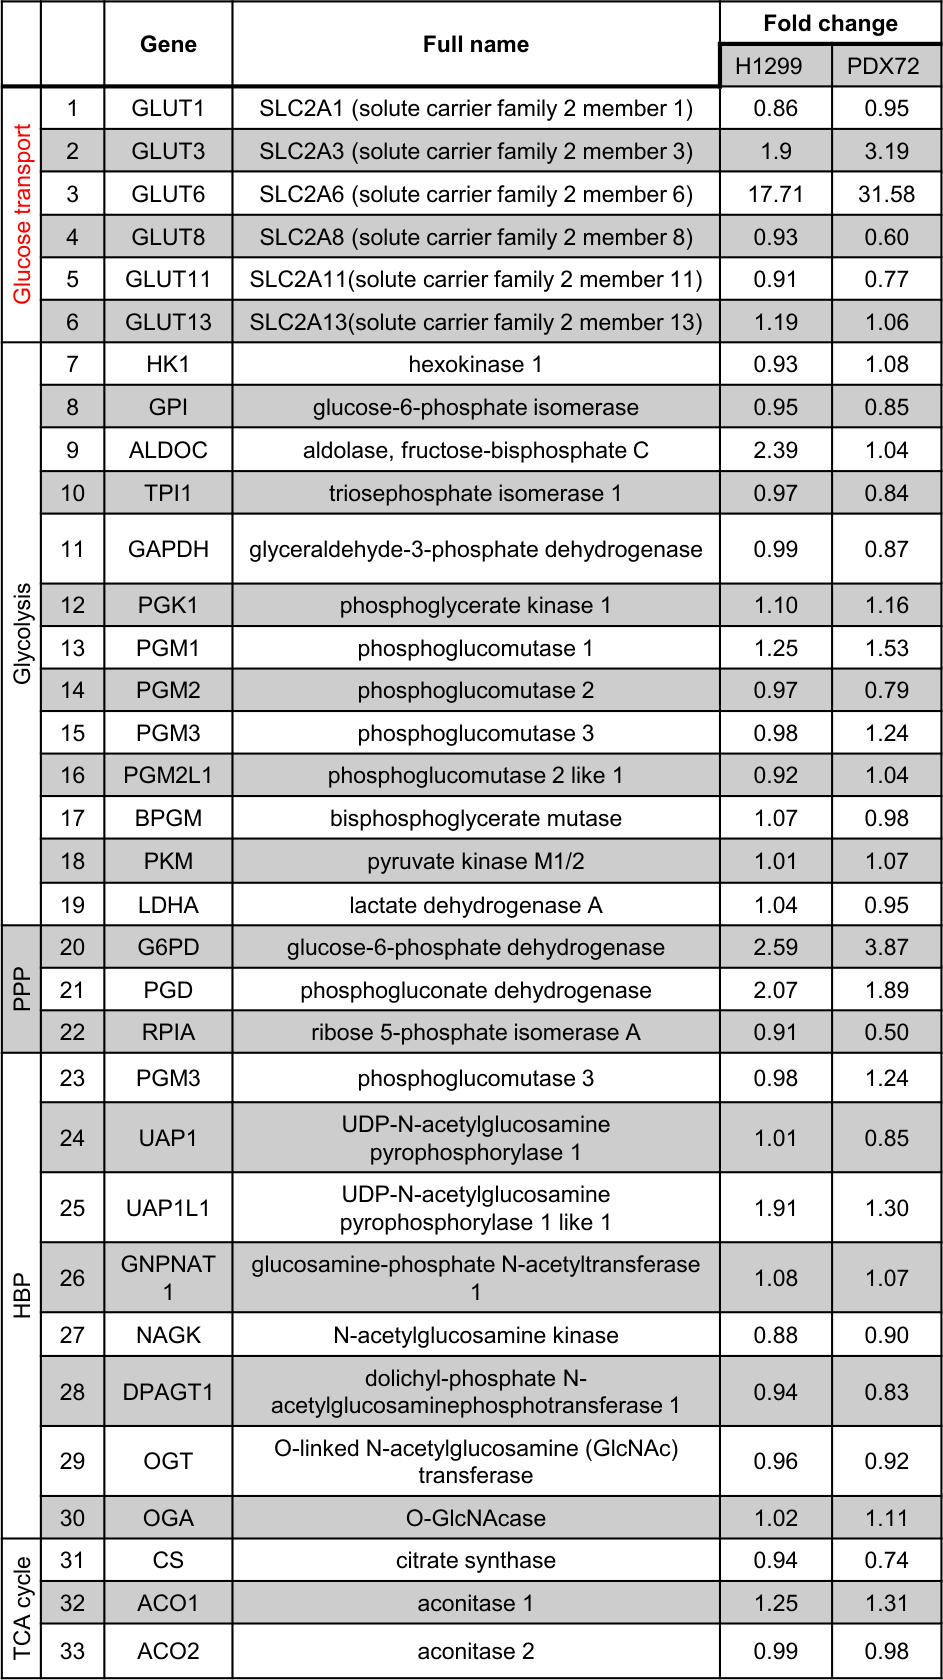 Gene Full name Fold change
H1299 PDX72
Glucose transport
1 GLUT1 SLC2A1 (solute carrier family 2 member 1) 0.86 0.95
2 GLUT3 SLC2A3 (solute carrier family 2 member 3) 1.9 3.19
3 GLUT6 SLC2A6 (solute carrier family 2 member 6) 17.71 31.58
4 GLUT8 SLC2A8 (solute carrier family 2 member 8) 0.93 0.60
5 GLUT11 SLC2A11(solute carrier family 2 member 11) 0.91 0.77
6 GLUT13 SLC2A13(solute carrier family 2 member 13) 1.19 1.06
Glycolysis
7 HK1 hexokinase 1 0.93 1.08
8 GPI glucose-6-phosphate isomerase 0.95 0.85
9 ALDOC aldolase, fructose-bisphosphate C 2.39 1.04
10 TPI1 triosephosphate isomerase 1 0.97 0.84
11 GAPDH glyceraldehyde-3-phosphate dehydrogenase 0.99 0.87
12 PGK1 phosphoglycerate kinase 1 1.10 1.16
13 PGM1 phosphoglucomutase 1 1.25 1.53
14 PGM2 phosphoglucomutase 2 0.97 0.79
15 PGM3 phosphoglucomutase 3 0.98 1.24
16 PGM2L1 phosphoglucomutase 2 like 1 0.92 1.04
17 BPGM bisphosphoglycerate mutase 1.07 0.98
18 PKM pyruvate kinase M1/2 1.01 1.07
19 LDHA lactate dehydrogenase A 1.04 0.95
PPP
20 G6PD glucose-6-phosphate dehydrogenase 2.59 3.87
21 PGD phosphogluconate dehydrogenase 2.07 1.89
22 RPIA ribose 5-phosphate isomerase A 0.91 0.50
HBP
23 PGM3 phosphoglucomutase 3 0.98 1.24
24 UAP1 UDP-N-acetylglucosamine
pyrophosphorylase 1 1.01 0.85
25 UAP1L1 UDP-N-acetylglucosamine
pyrophosphorylase 1 like 1 1.91 1.30
26 GNPNAT
1 glucosamine-phosphate N-acetyltransferase
1 1.08 1.07
27 NAGK N-acetylglucosamine kinase 0.88 0.90
28 DPAGT1 dolichyl-phosphate N-
acetylglucosaminephosphotransferase 1 0.94 0.83
29 OGT O-linked N-acetylglucosamine (GlcNAc)
transferase 0.96 0.92
30 OGA O-GlcNAcase 1.02 1.11
TCA cycle
31 CS citrate synthase 0.94 0.74
32 ACO1 aconitase 1 1.25 1.31
33 ACO2 aconitase 2 0.99 0.98